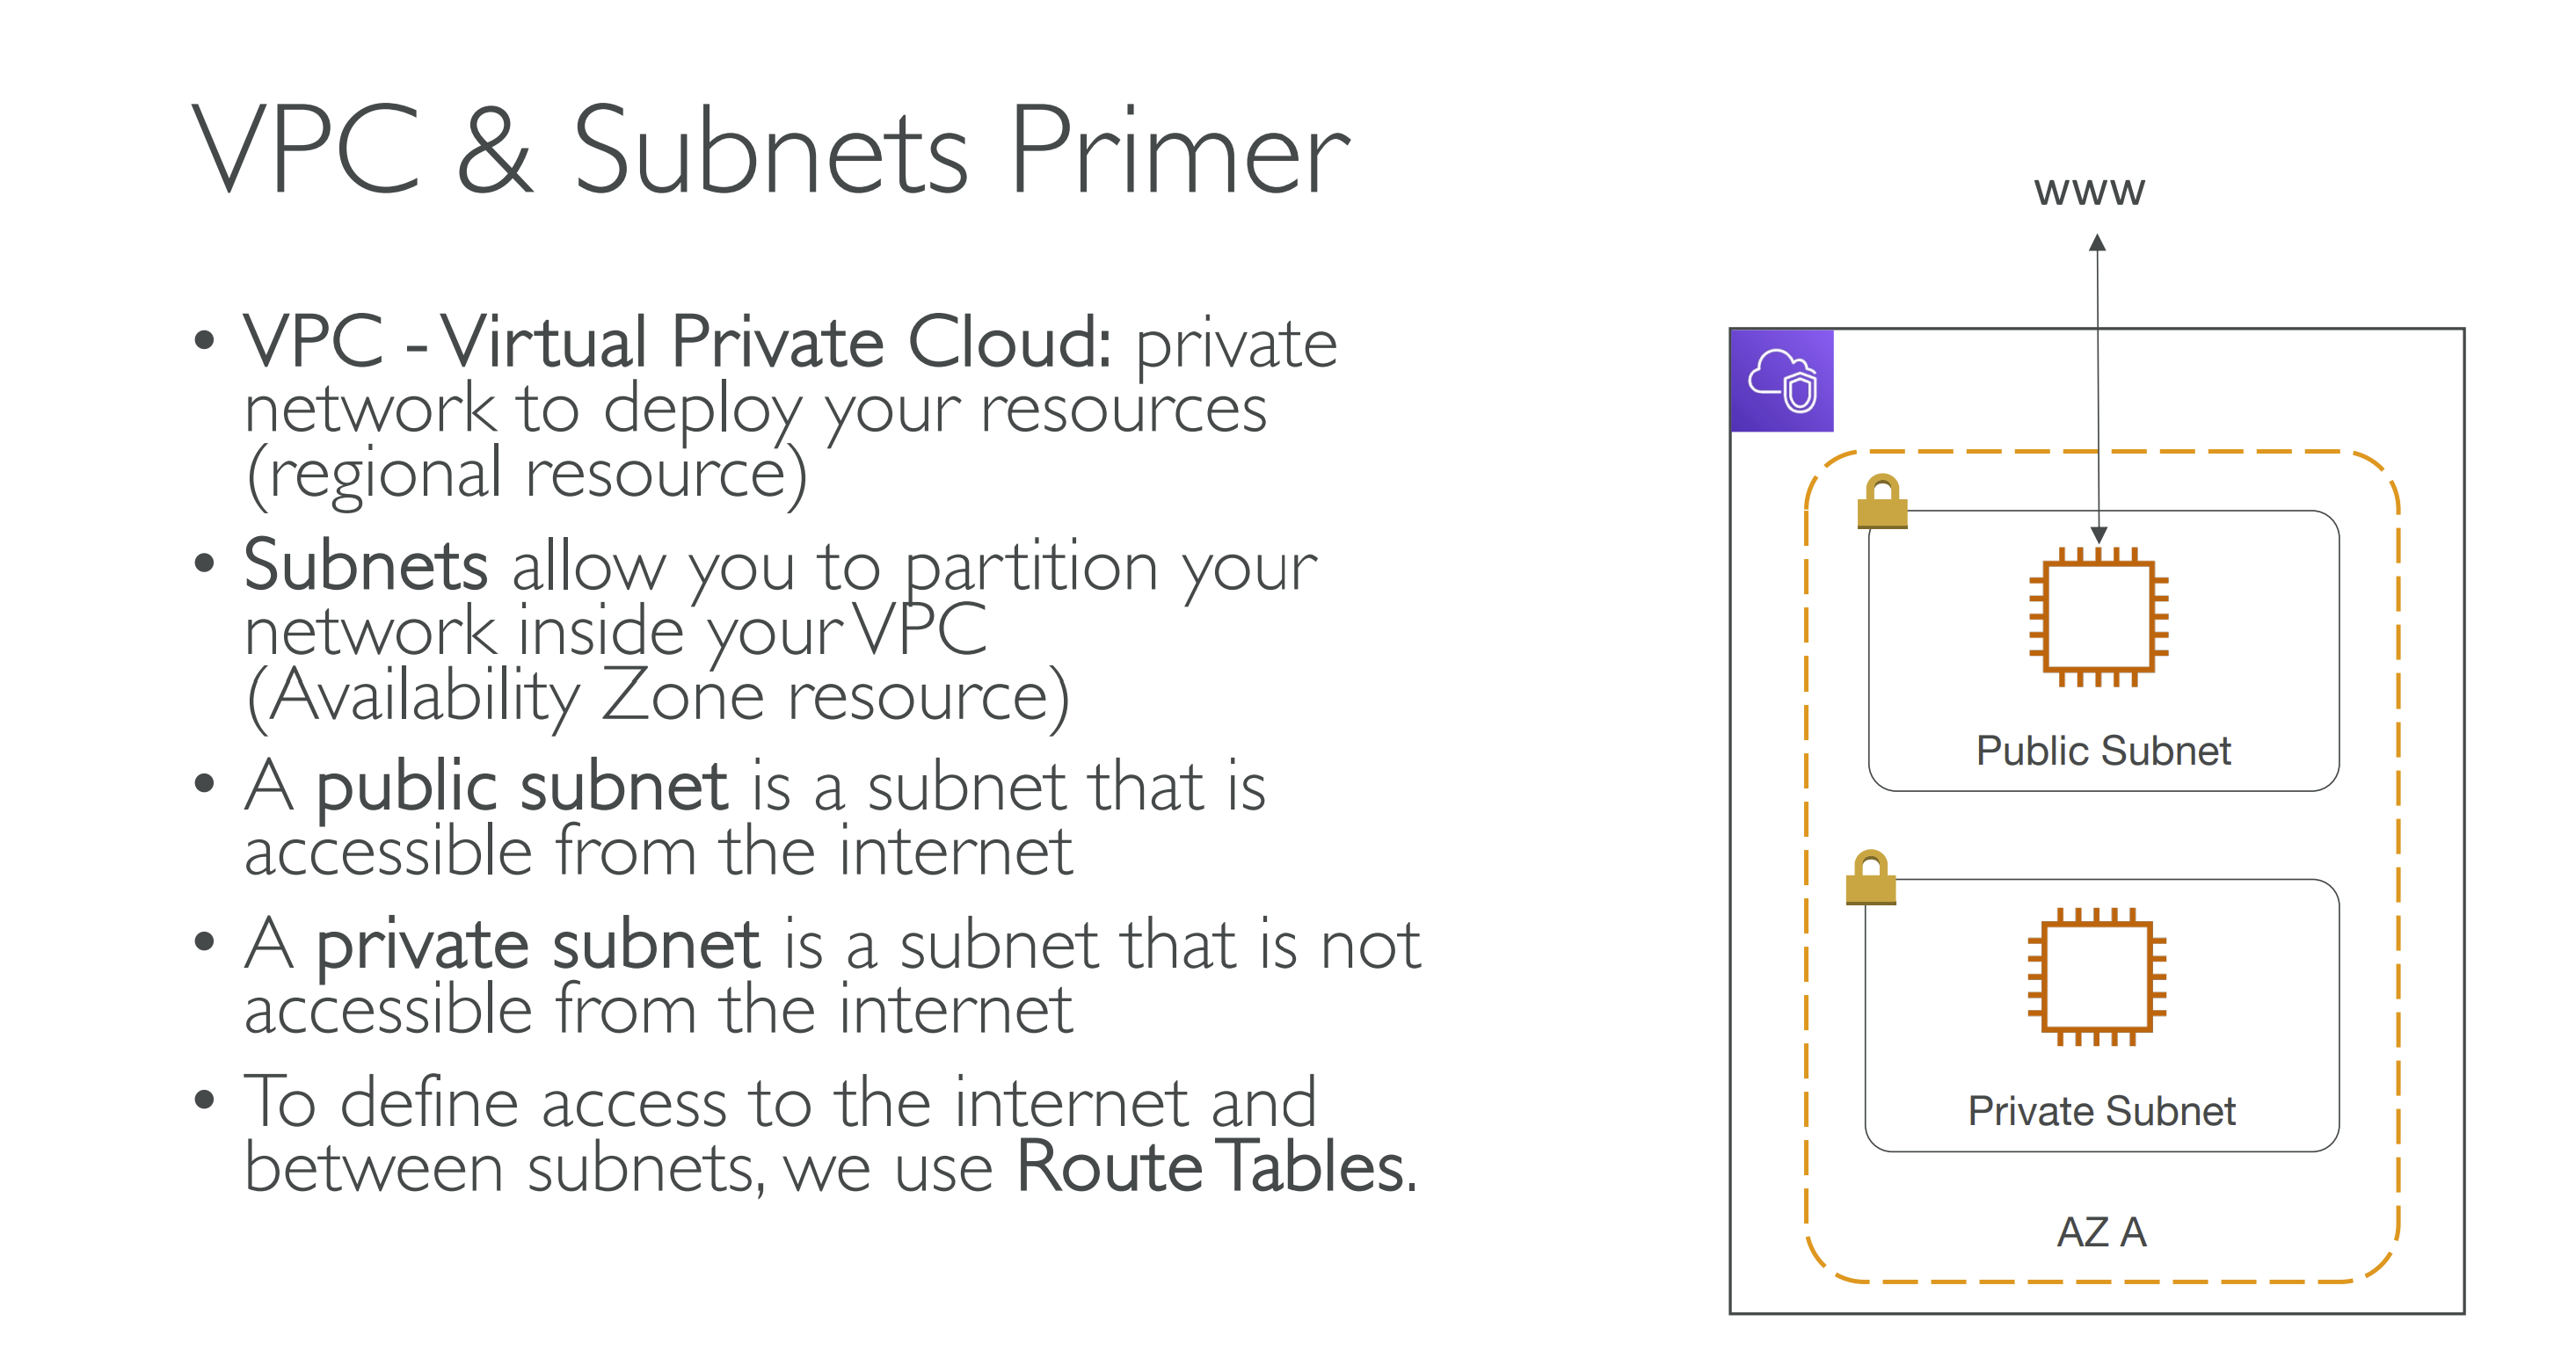 VPC & Subnets Primer
• VPC - Virtual Private Cloud: private
network to deploy your resources
(regional resource)
• Subnets allow you to partition your
network inside your VPC
(Availability Zone resource)
• A public subnet is a subnet that is
accessible from the internet
• A private subnet is a subnet that is not
accessible from the internet
• To define access to the internet and
between subnets, we use Route Tables.
www
Public Subnet
Private Subnet
AZ A